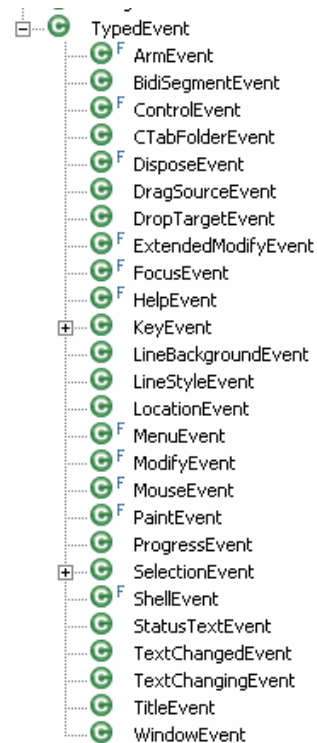 TypedEvent
F ArmEvent
BidiSegmentEvent
F ControlEvent
CTabFolderEvent
F DisposeEvent
DragSourceEvent
DropTargetEvent
F ExtendedModifyEvent
F FocusEvent
F HelpEvent
KeyEvent
LineBackgroundEvent
LineStyleEvent
LocationEvent
F MenuEvent
F ModifyEvent
F MouseEvent
F PaintEvent
ProgressEvent
SelectionEvent
F ShellEvent
StatusTextEvent
TextChangedEvent
TextChangingEvent
TitleEvent
WindowEvent